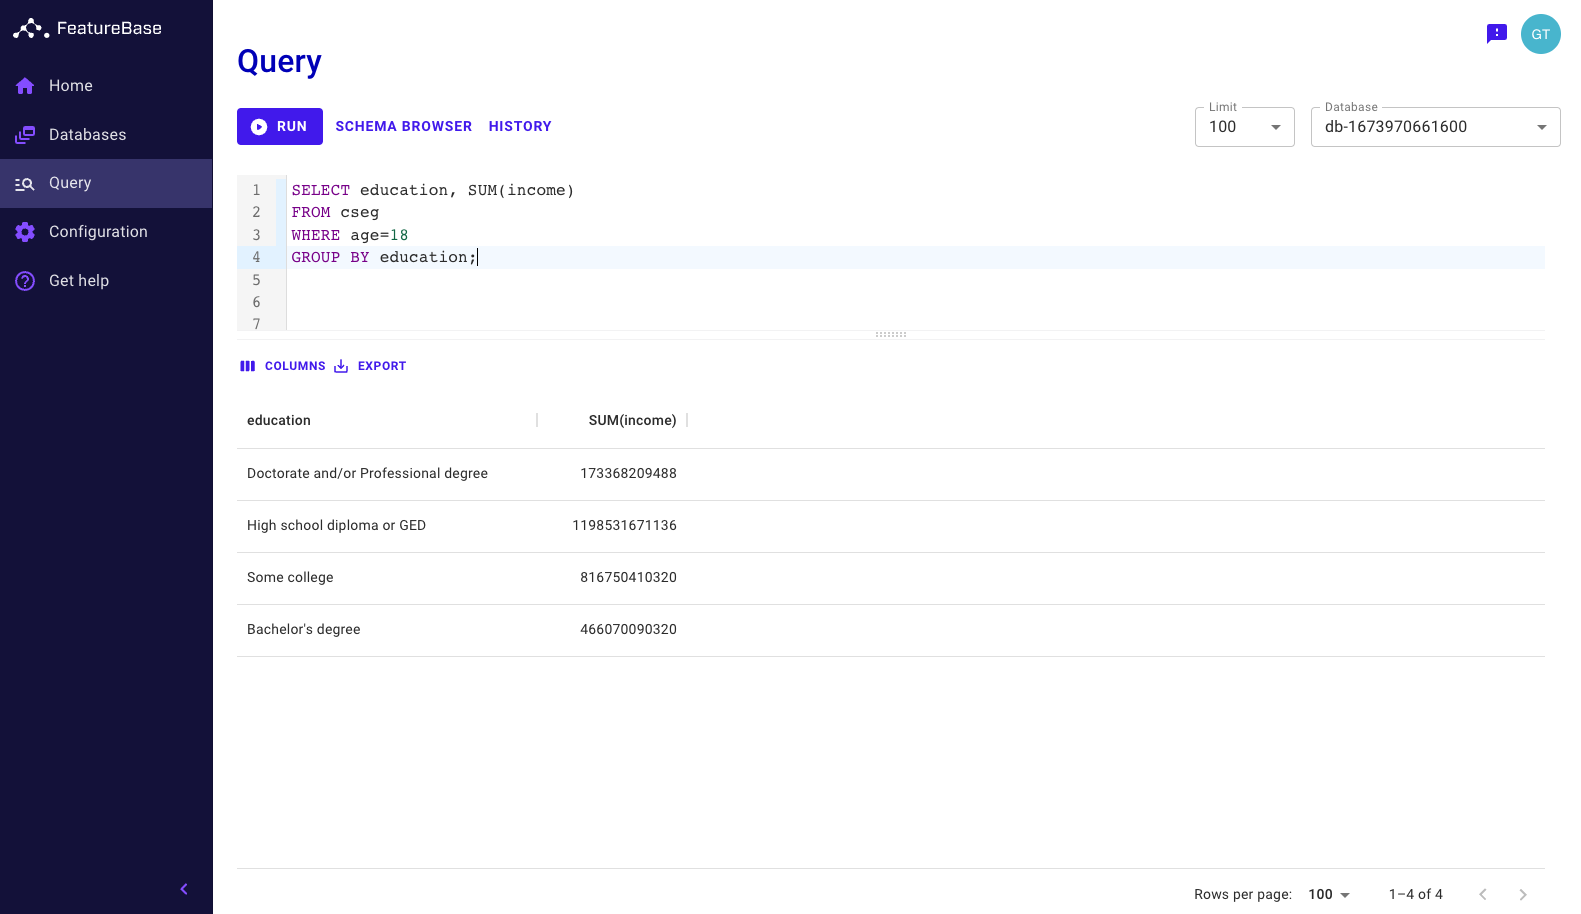 FeatureBase
Home
Databases
Query
Configuration
Get help
GT
Query
RUN SCHEMA BROWSER HISTORY
Limit
100
Database
db-1673970661600
1 SELECT education, SUM(income)
2 FROM cseg
3 WHERE age=18
4 GROUP BY education;
5
6
7
COLUMNS EXPORT
education SUM(income)
Doctorate and/or Professional degree 173368209488
High school diploma or GED 1198531671136
Some college 816750410320
Bachelor's degree 466070090320
Rows per page: 100 1–4 of 4